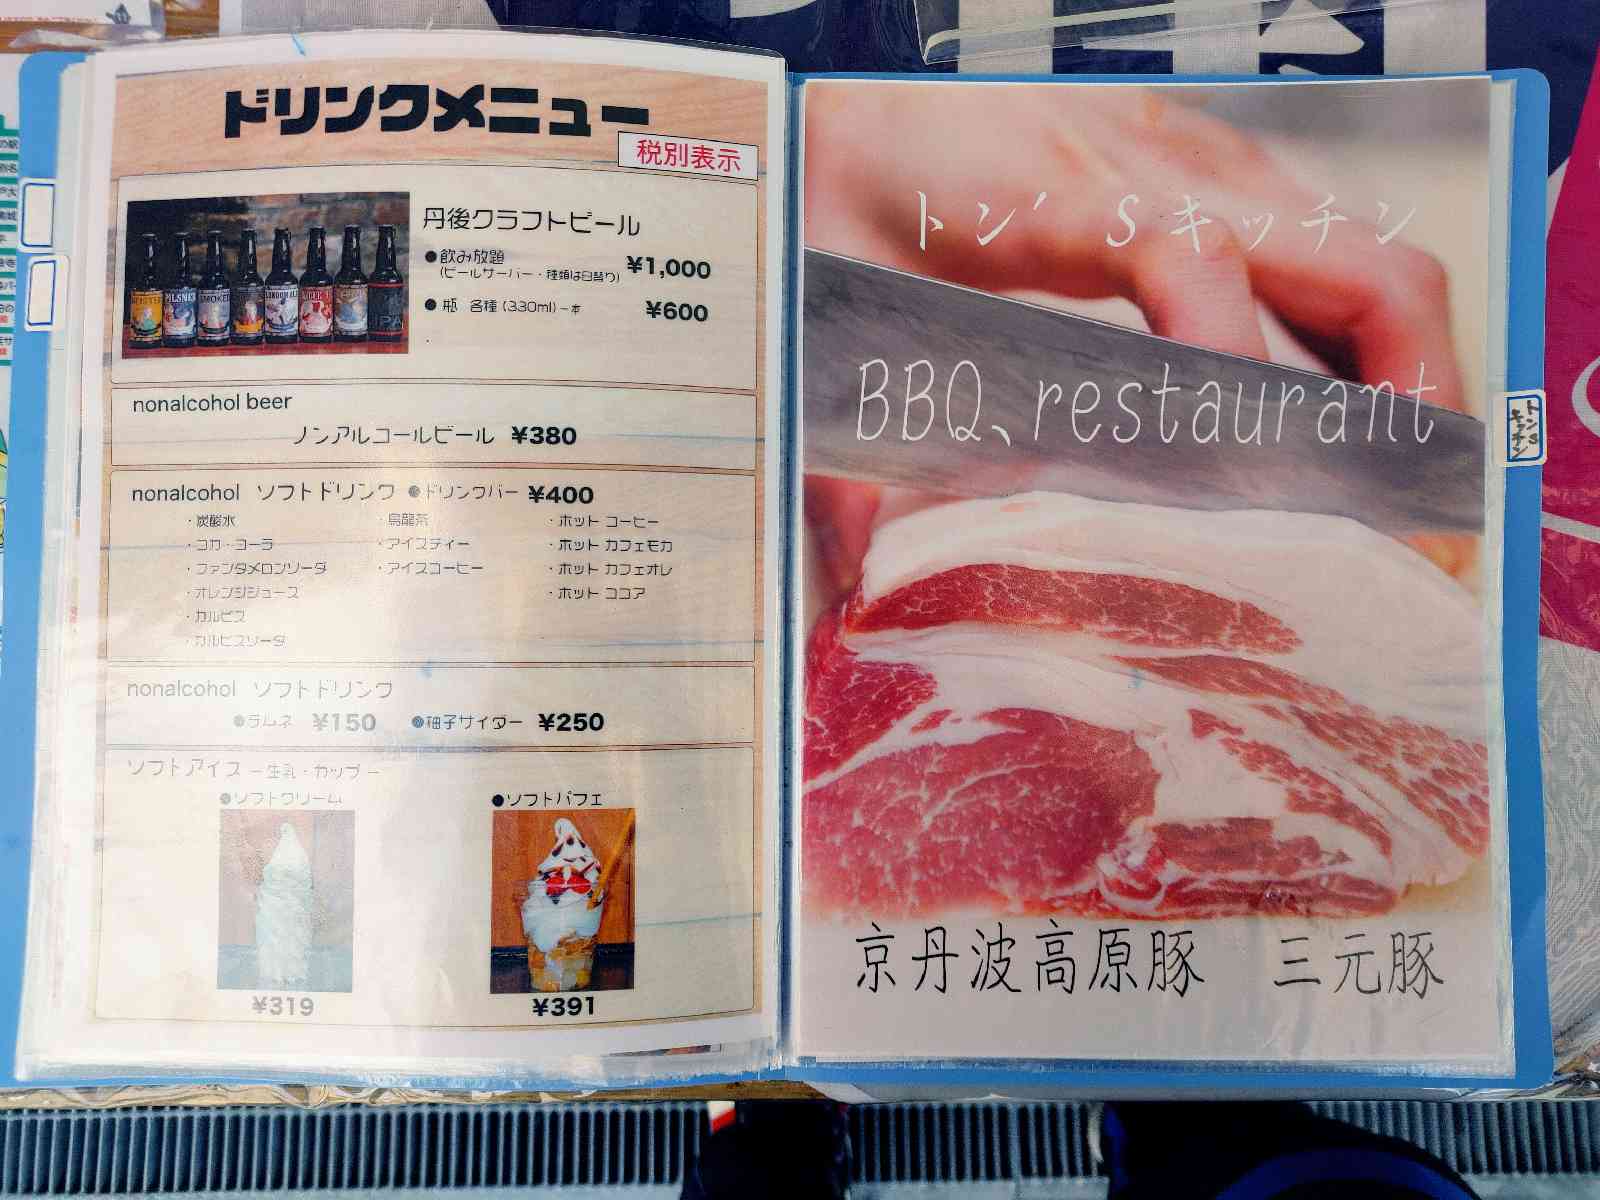 ドリンクメニュー
税別表示
丹後クラフトビール
●飲み放題
(ビールサーバー・種類は日替り) ¥1,000
●瓶 各種(330ml)一本 ¥600
PILSNER
SMOKED
IPA
nonalcohol beer
ノンアルコールビール ¥380
nonalcohol ソフトドリンク ●ドリンクバー ¥400
・炭酸水 ・烏龍茶 ・ホット コーヒー
・コカ・コーラ ・アイスティー ・ホット カフェモカ
・ファンタメロンソーダ ・アイスコーヒー ・ホット カフェオレ
・オレンジジュース ・ホット ココア
・カルピス
・カルピスソーダ
nonalcohol ソフトドリンク
●ラムネ ¥150 ●柚子サイダー ¥250
ソフトアイス －生乳・カップ－
●ソフトクリーム ●ソフトパフェ
¥319 ¥391
トン'Sキッチン
BBQ、restaurant
京丹波高原豚 三元豚
トンS
キッチン